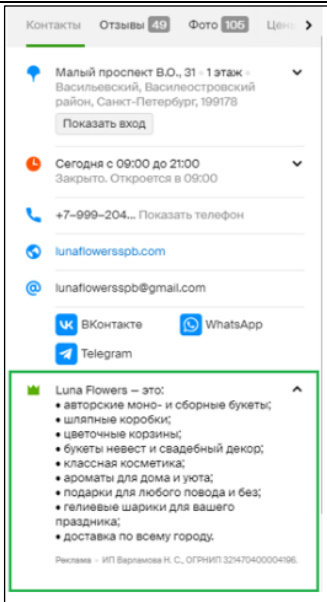 Контакты Отзывы 49 Фото 105 Цен
Малый проспект В.О., 31 · 1 этаж ·
Васильевский, Василеостровский
район, Санкт-Петербург, 199178
Показать вход
Сегодня с 09:00 до 21:00
Закрыто. Откроется в 09:00
+7–999–204... Показать телефон
lunaflowersspb.com
lunaflowersspb@gmail.com
ВКонтакте WhatsApp
Telegram
Luna Flowers — это:
• авторские моно- и сборные букеты;
• шляпные коробки;
• цветочные корзины;
• букеты невест и свадебный декор;
• классная косметика;
• ароматы для дома и уюта;
• подарки для любого повода и без;
• гелиевые шарики для вашего
праздника;
• доставка по всему городу.
Реклама · ИП Варламова Н. С., ОГРНИП 321470400004196.